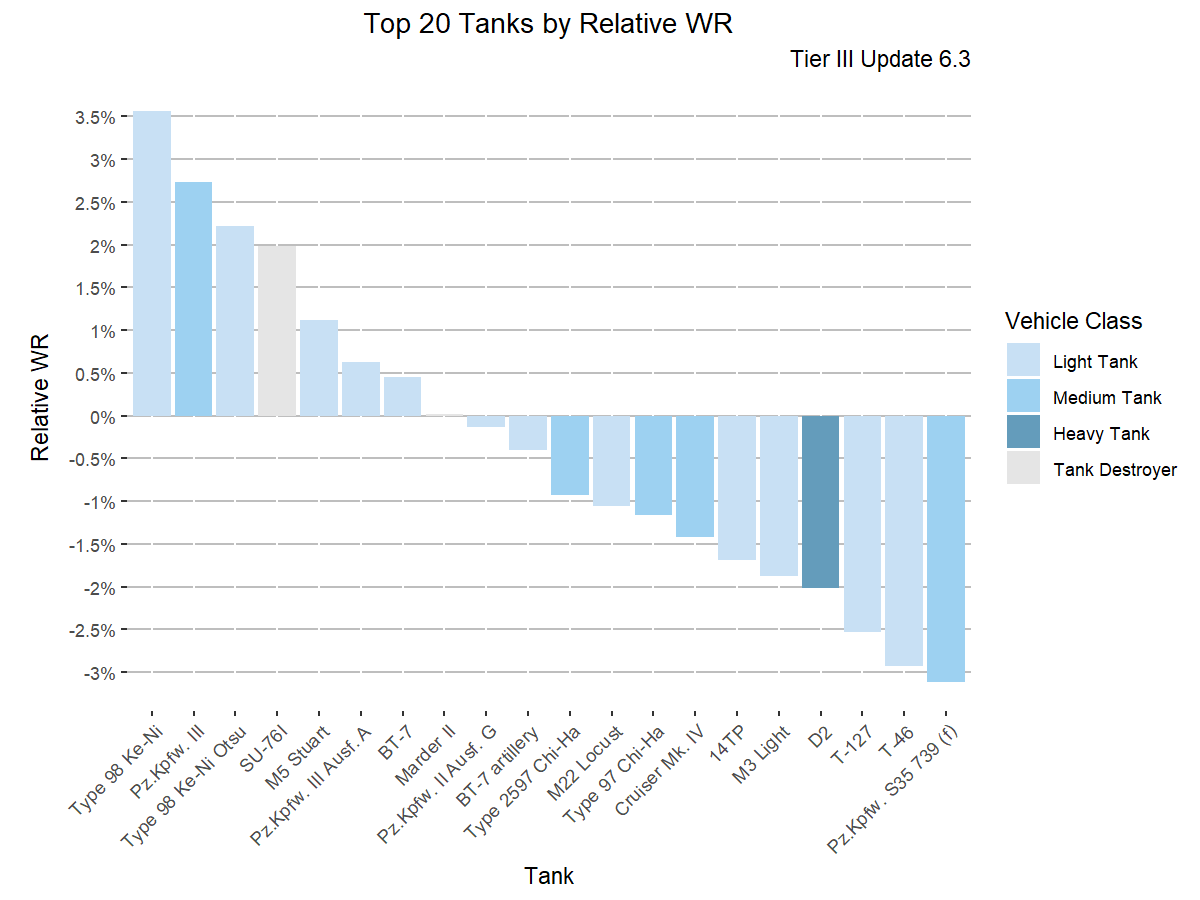 Top 20 Tanks by Relative WR
Tier III Update 6.3
3.5%
3%
2.5%
2%
1.5%
1%
0.5%
0%
-0.5%
-1%
-1.5%
-2%
-2.5%
-3%
Relative WR
Type 98 Ke-Ni
Pz.Kpfw. III
Type 98 Ke-Ni Otsu
SU-76I
M5 Stuart
Pz.Kpfw. III Ausf. A
BT-7
Marder II
Pz.Kpfw. II Ausf. G
BT-7 artillery
Type 2597 Chi-Ha
M22 Locust
Type 97 Chi-Ha
Cruiser Mk. IV
14TP
M3 Light
D2
T-127
T-46
Pz.Kpfw. S35 739 (f)
Tank
Vehicle Class
Light Tank
Medium Tank
Heavy Tank
Tank Destroyer